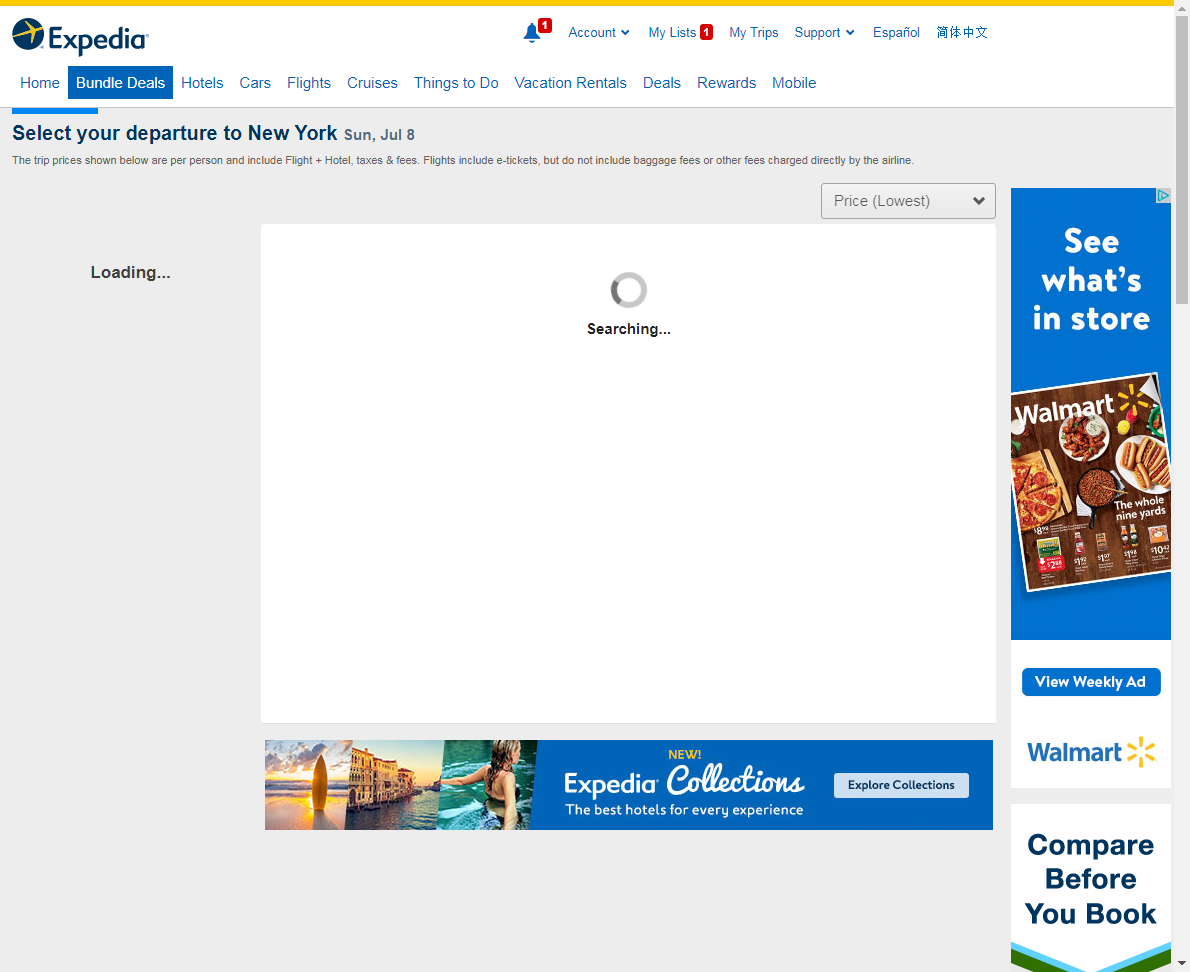 Expedia
1
Account
My Lists 1
My Trips
Support
Español
简体中文
Home
Bundle Deals
Hotels
Cars
Flights
Cruises
Things to Do
Vacation Rentals
Deals
Rewards
Mobile
Select your departure to New York Sun, Jul 8
The trip prices shown below are per person and include Flight + Hotel, taxes & fees. Flights include e-tickets, but do not include baggage fees or other fees charged directly by the airline.
Price (Lowest)
Loading...
Searching...
See
what's
in store
Walmart
The whole
nine yards
View Weekly Ad
Walmart
NEW!
Expedia Collections
The best hotels for every experience
Explore Collections
Compare
Before
You Book